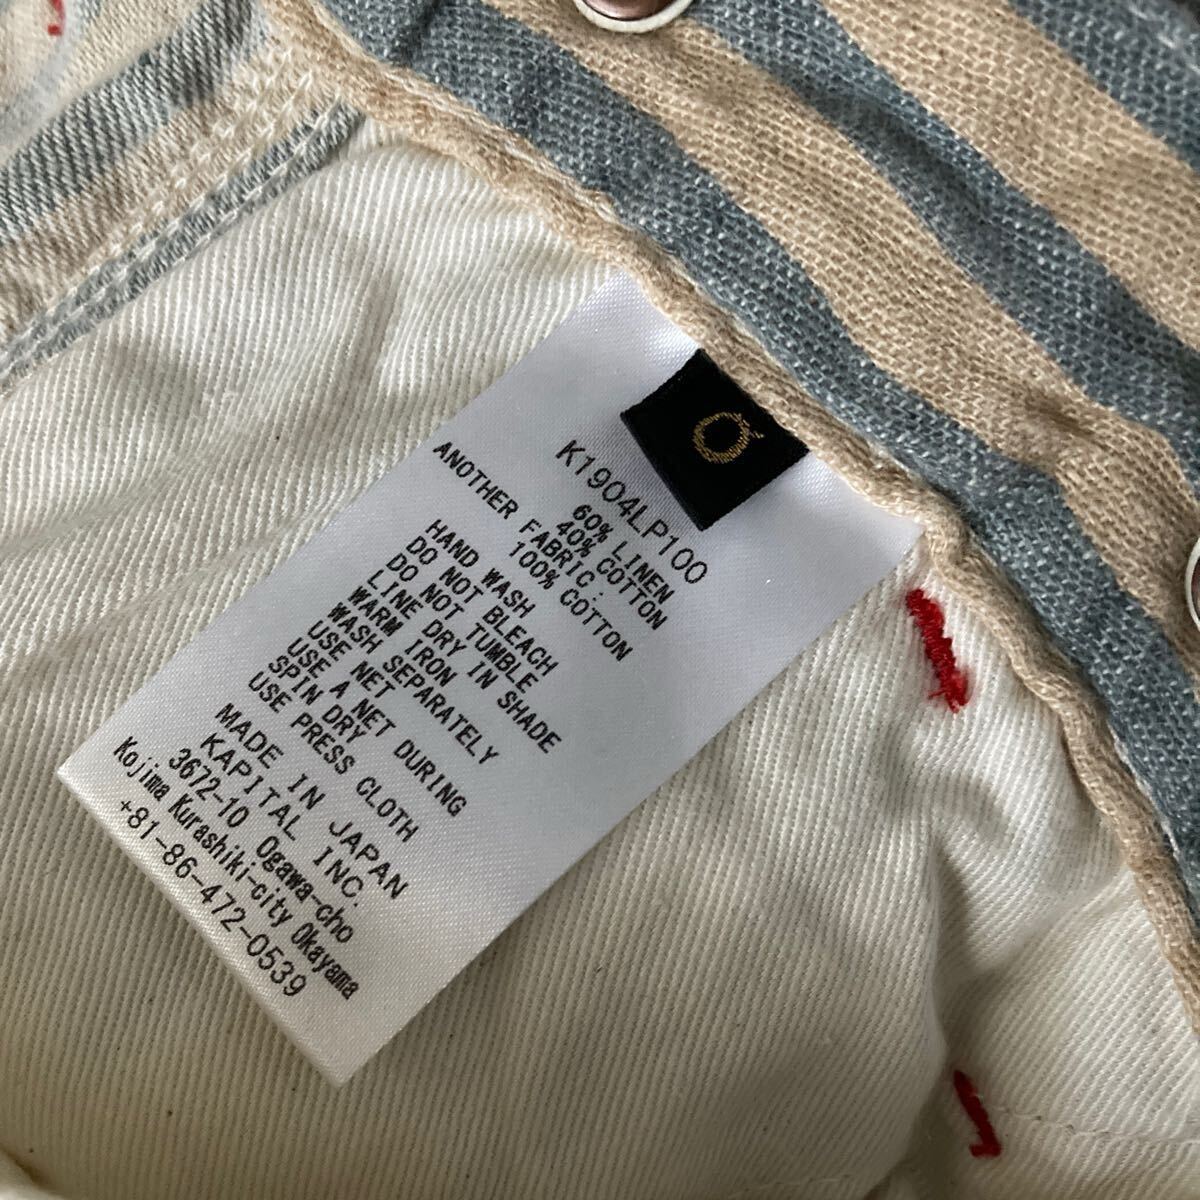 K1904LP100
60% LINEN
40% COTTON
ANOTHER FABRIC :
100% COTTON
HAND WASH
DO NOT BLEACH
DO NOT TUMBLE
LINE DRY IN SHADE
WARM IRON
WASH SEPARATELY
USE NET
USE A NET DURING
SPIN DRY
USE PRESS CLOTH
MADE IN JAPAN
KAPITAL INC.
3672-10 Ogawa-cho
Kojima Kurashiki-city Okayama
+81-86-472-0539